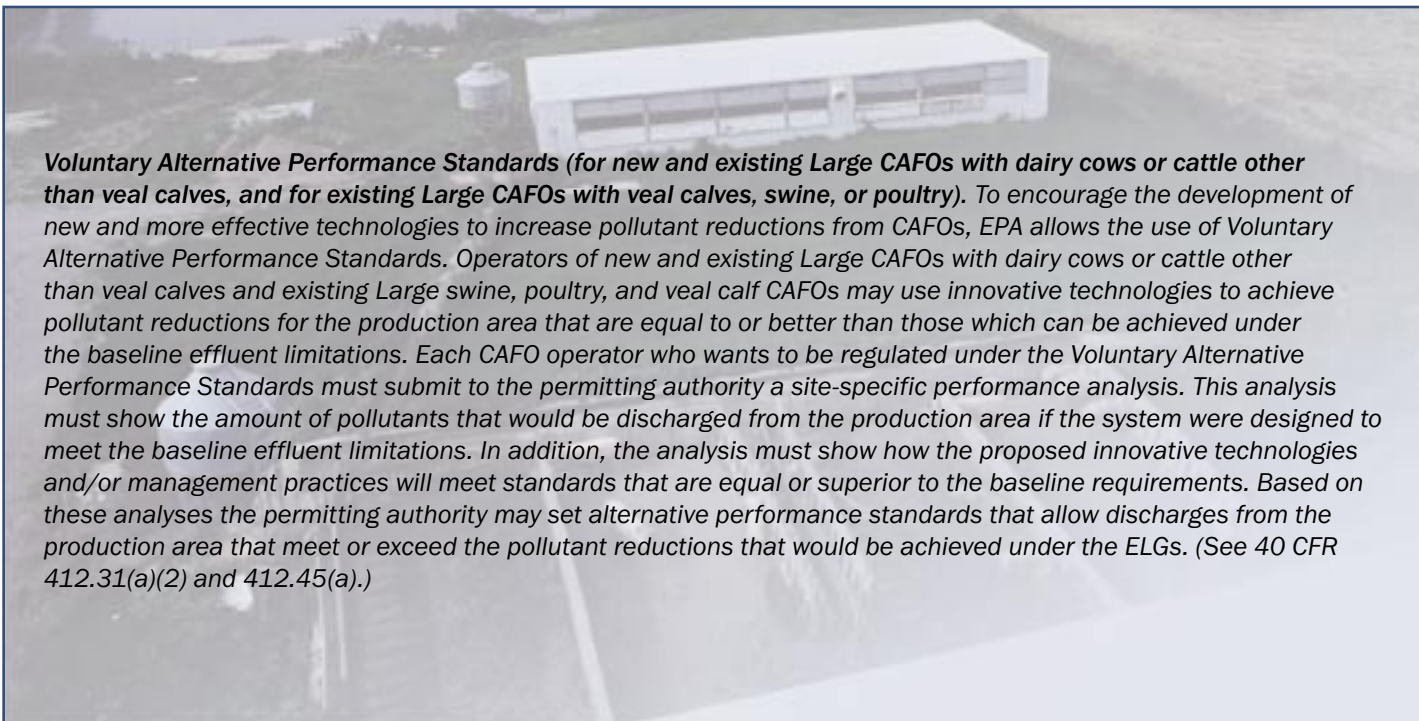 Voluntary Alternative Performance Standards (for new and existing Large CAFOs with dairy cows or cattle other
than veal calves, and for existing Large CAFOs with veal calves, swine, or poultry). To encourage the development of
new and more effective technologies to increase pollutant reductions from CAFOs, EPA allows the use of Voluntary
Alternative Performance Standards. Operators of new and existing Large CAFOs with dairy cows or cattle other
than veal calves and existing Large swine, poultry, and veal calf CAFOs may use innovative technologies to achieve
pollutant reductions for the production area that are equal to or better than those which can be achieved under
the baseline effluent limitations. Each CAFO operator who wants to be regulated under the Voluntary Alternative
Performance Standards must submit to the permitting authority a site-specific performance analysis. This analysis
must show the amount of pollutants that would be discharged from the production area if the system were designed to
meet the baseline effluent limitations. In addition, the analysis must show how the proposed innovative technologies
and/or management practices will meet standards that are equal or superior to the baseline requirements. Based on
these analyses the permitting authority may set alternative performance standards that allow discharges from the
production area that meet or exceed the pollutant reductions that would be achieved under the ELGs. (See 40 CFR
412.31(a)(2) and 412.45(a).)